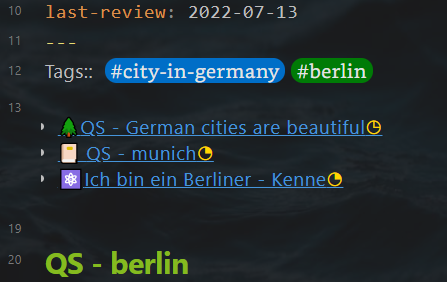 10 last-review: 2022-07-13
11 ---
12 Tags:: #city-in-germany #berlin
13
QS - German cities are beautiful
QS - munich
Ich bin ein Berliner - Kenne
19
20 QS - berlin